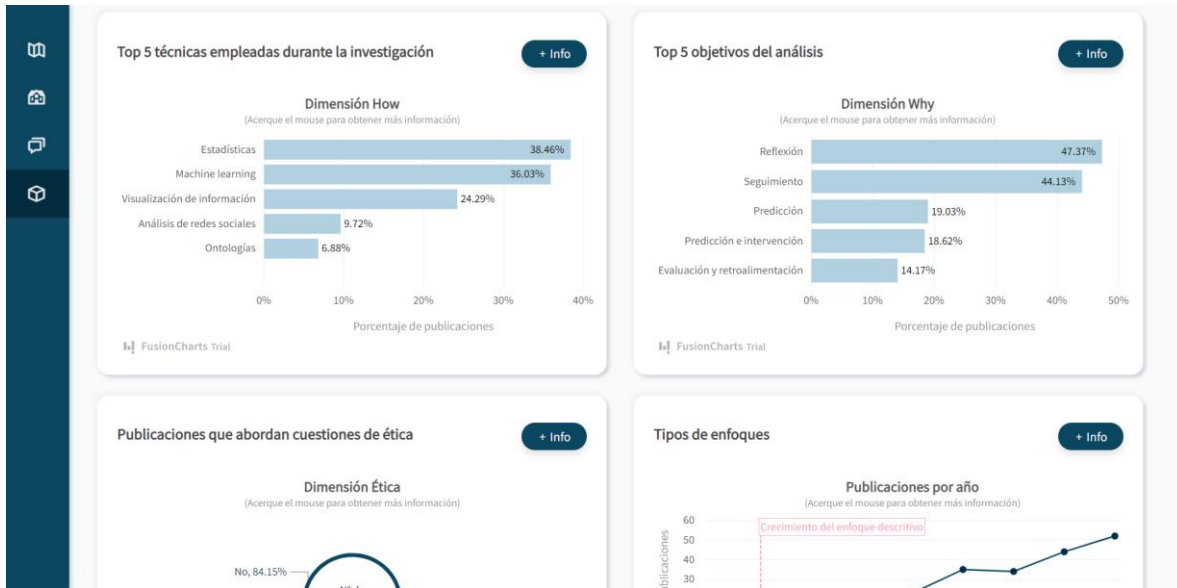 Top 5 técnicas empleadas durante la investigación
+ Info
Dimensión How
(Acerque el mouse para obtener más información)
Estadísticas
38.46%
Machine learning
36.03%
Visualización de información
24.29%
Análisis de redes sociales
9.72%
Ontologías
6.88%
0% 10% 20% 30% 40%
Porcentaje de publicaciones
FusionCharts Trial
Top 5 objetivos del análisis
+ Info
Dimensión Why
(Acerque el mouse para obtener más información)
Reflexión
47.37%
Seguimiento
44.13%
Predicción
19.03%
Predicción e intervención
18.62%
Evaluación y retroalimentación
14.17%
0% 10% 20% 30% 40% 50%
Porcentaje de publicaciones
FusionCharts Trial
Publicaciones que abordan cuestiones de ética
+ Info
Dimensión Ética
(Acerque el mouse para obtener más información)
No, 84.15%
Tipos de enfoques
+ Info
Publicaciones por año
(Acerque el mouse para obtener más información)
60
Crecimiento del enfoque descritivo
50
40
30